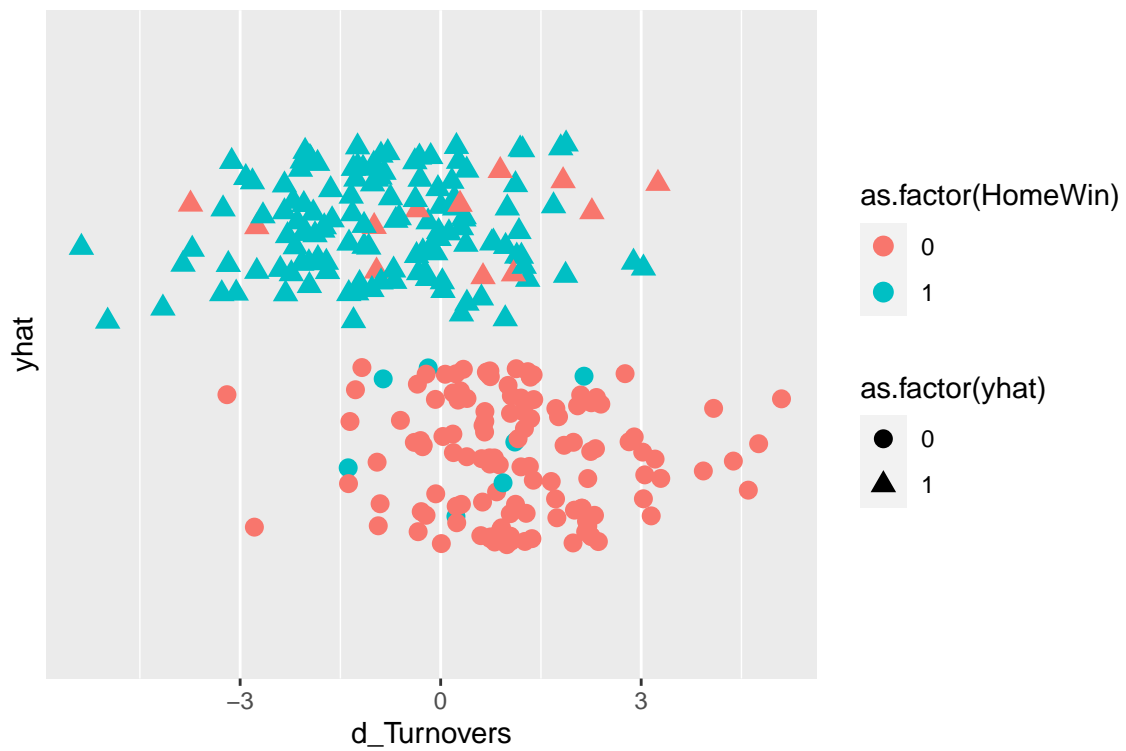 yhat
−3
0
3
d_Turnovers
as.factor(HomeWin)
0
1
as.factor(yhat)
0
1